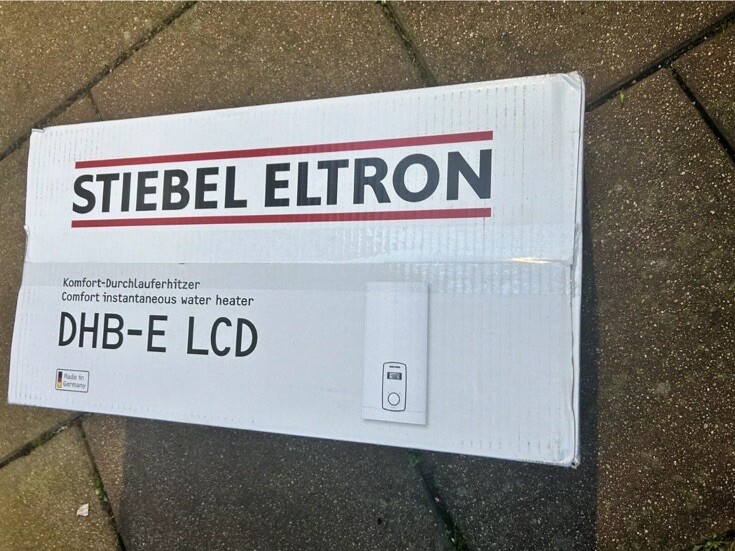 STIEBEL ELTRON
Komfort-Durchlauferhitzer
Comfort instantaneous water heater
DHB-E LCD
Made in
Germany